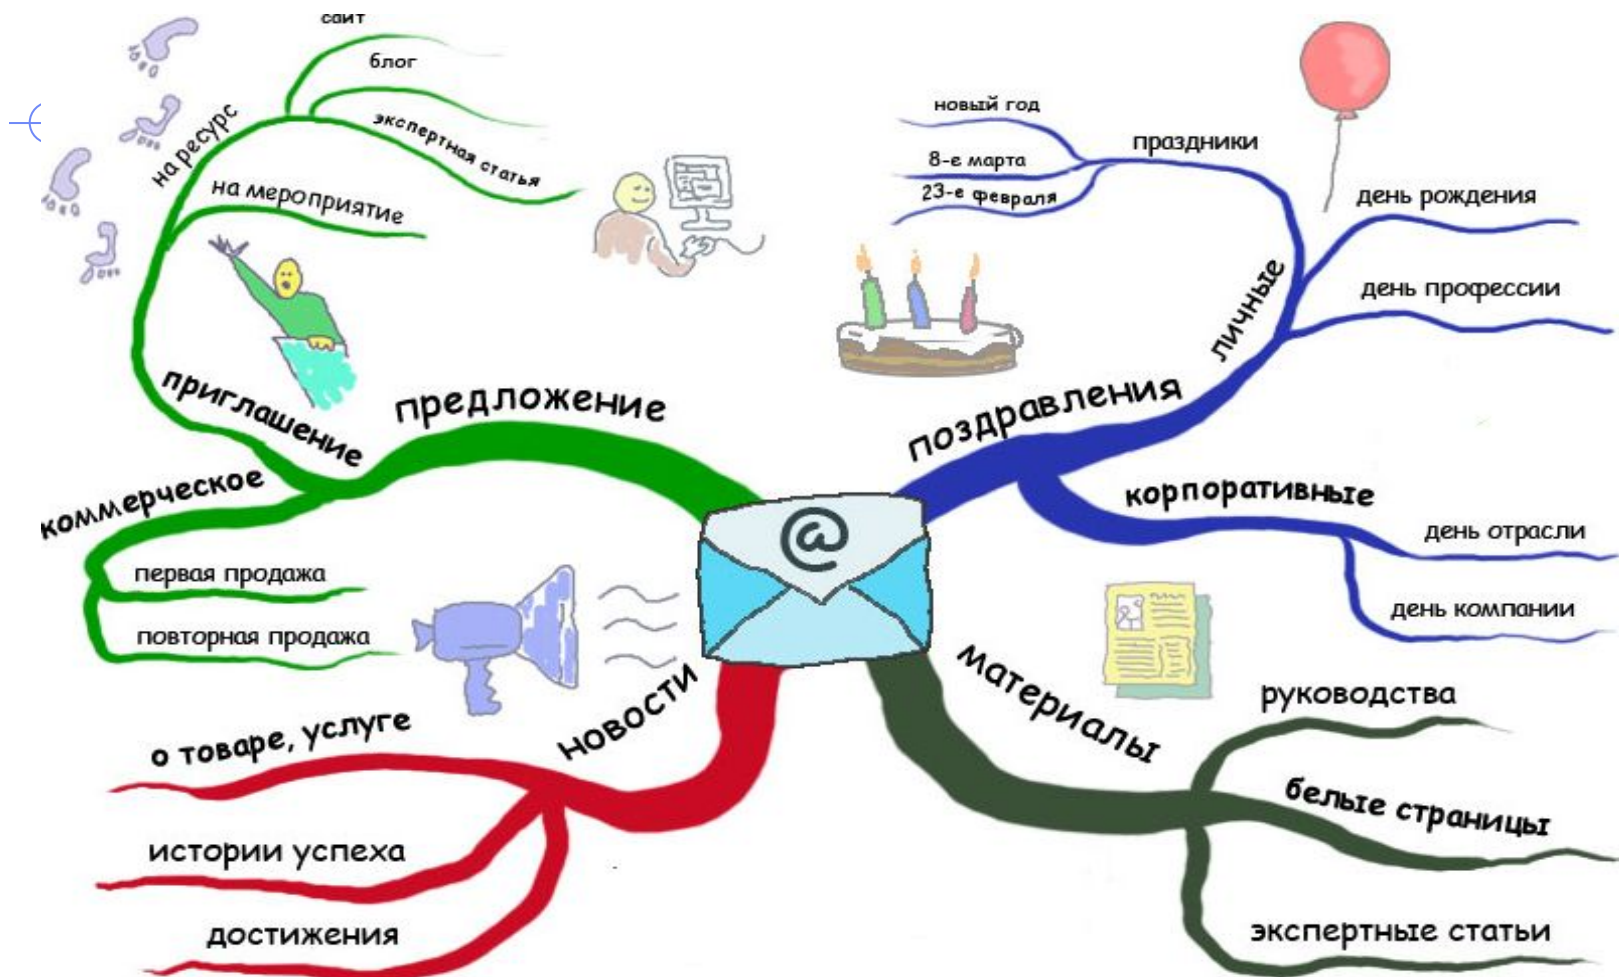 сайт
блог
экспертная статья
на ресурс
на мероприятие
приглашение
предложение
коммерческое
первая продажа
повторная продажа
новости
о товаре, услуге
истории успеха
достижения
@
новый год
8-е марта
23-е февраля
праздники
день рождения
день профессии
личные
поздравления
корпоративные
день отрасли
день компании
материалы
руководства
белые страницы
экспертные статьи